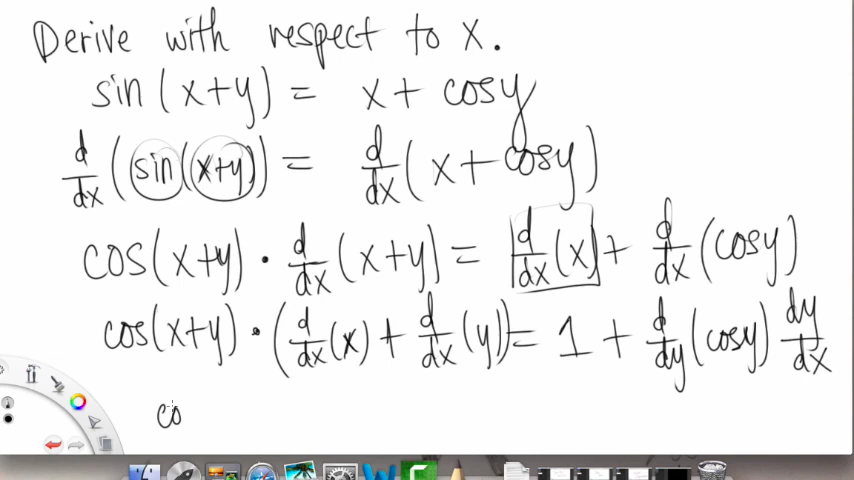 Derive with respect to x.
sin(x+y) = x + cosy
d/dx (sin(x+y)) = d/dx (x + cosy)
cos(x+y) · d/dx (x+y) = d/dx (x) + d/dx (cosy)
cos(x+y) · (d/dx (x) + d/dx (y)) = 1 + d/dy (cosy) dy/dx
co